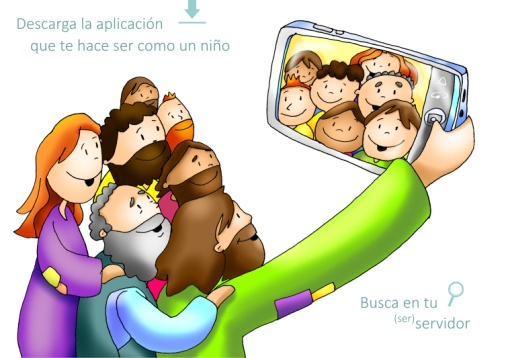 Descarga la aplicación
que te hace ser como un niño
Busca en tu
(ser)servidor